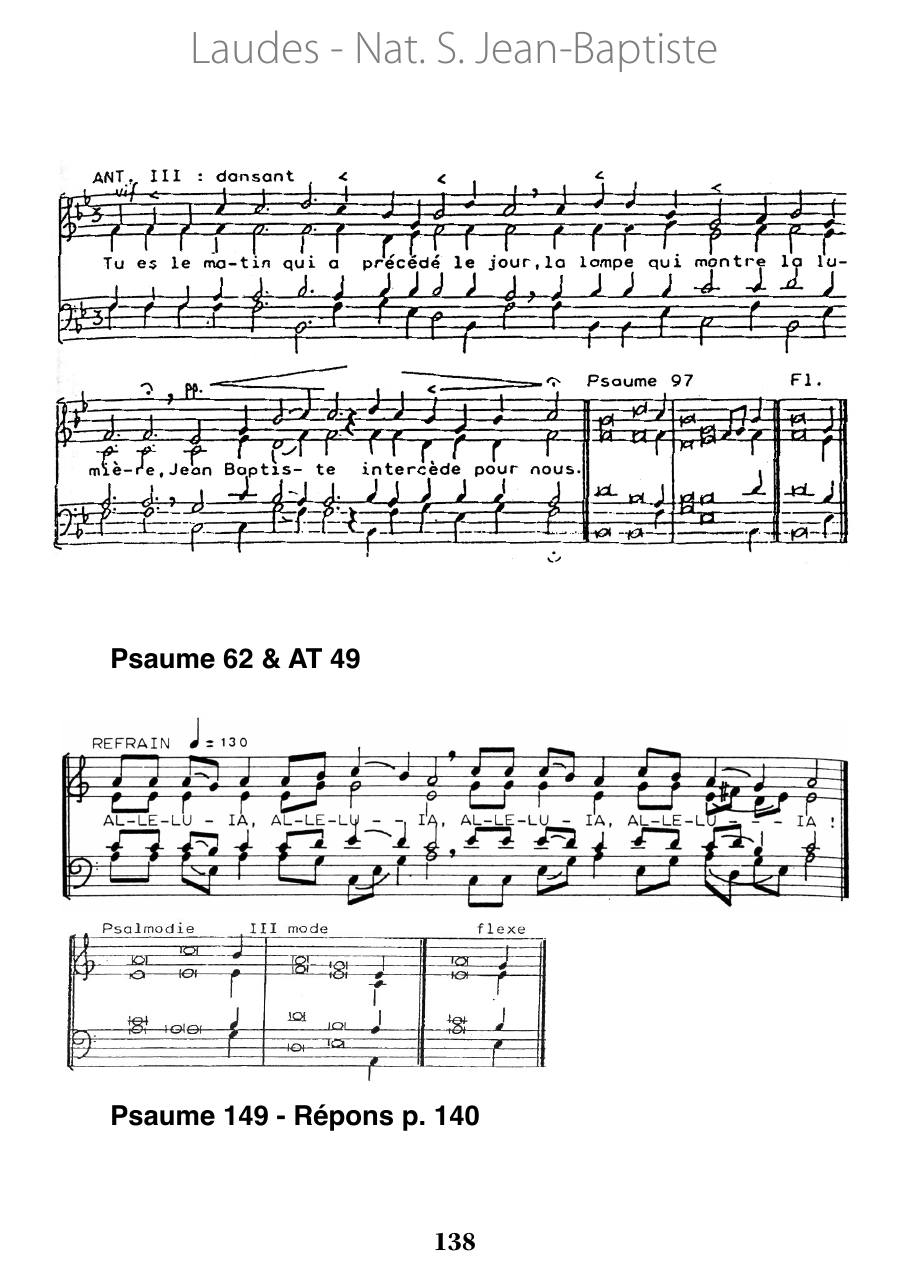 Laudes - Nat. S. Jean-Baptiste
ANT. III : dansant
vif
3
Tu es le ma-tin qui a précédé le jour, la lampe qui montre la lu-
3
pp.
Psaume 97 Fl.
miè-re, Jean Baptis- te intercède pour nous.
Psaume 62 & AT 49
REFRAIN ♩ = 130
AL-LE-LU - IA, AL-LE-LU - - IA, AL-LE-LU - IA, AL-LE-LU - - - IA !
Psalmodie III mode flexe
Psaume 149 - Répons p. 140
138